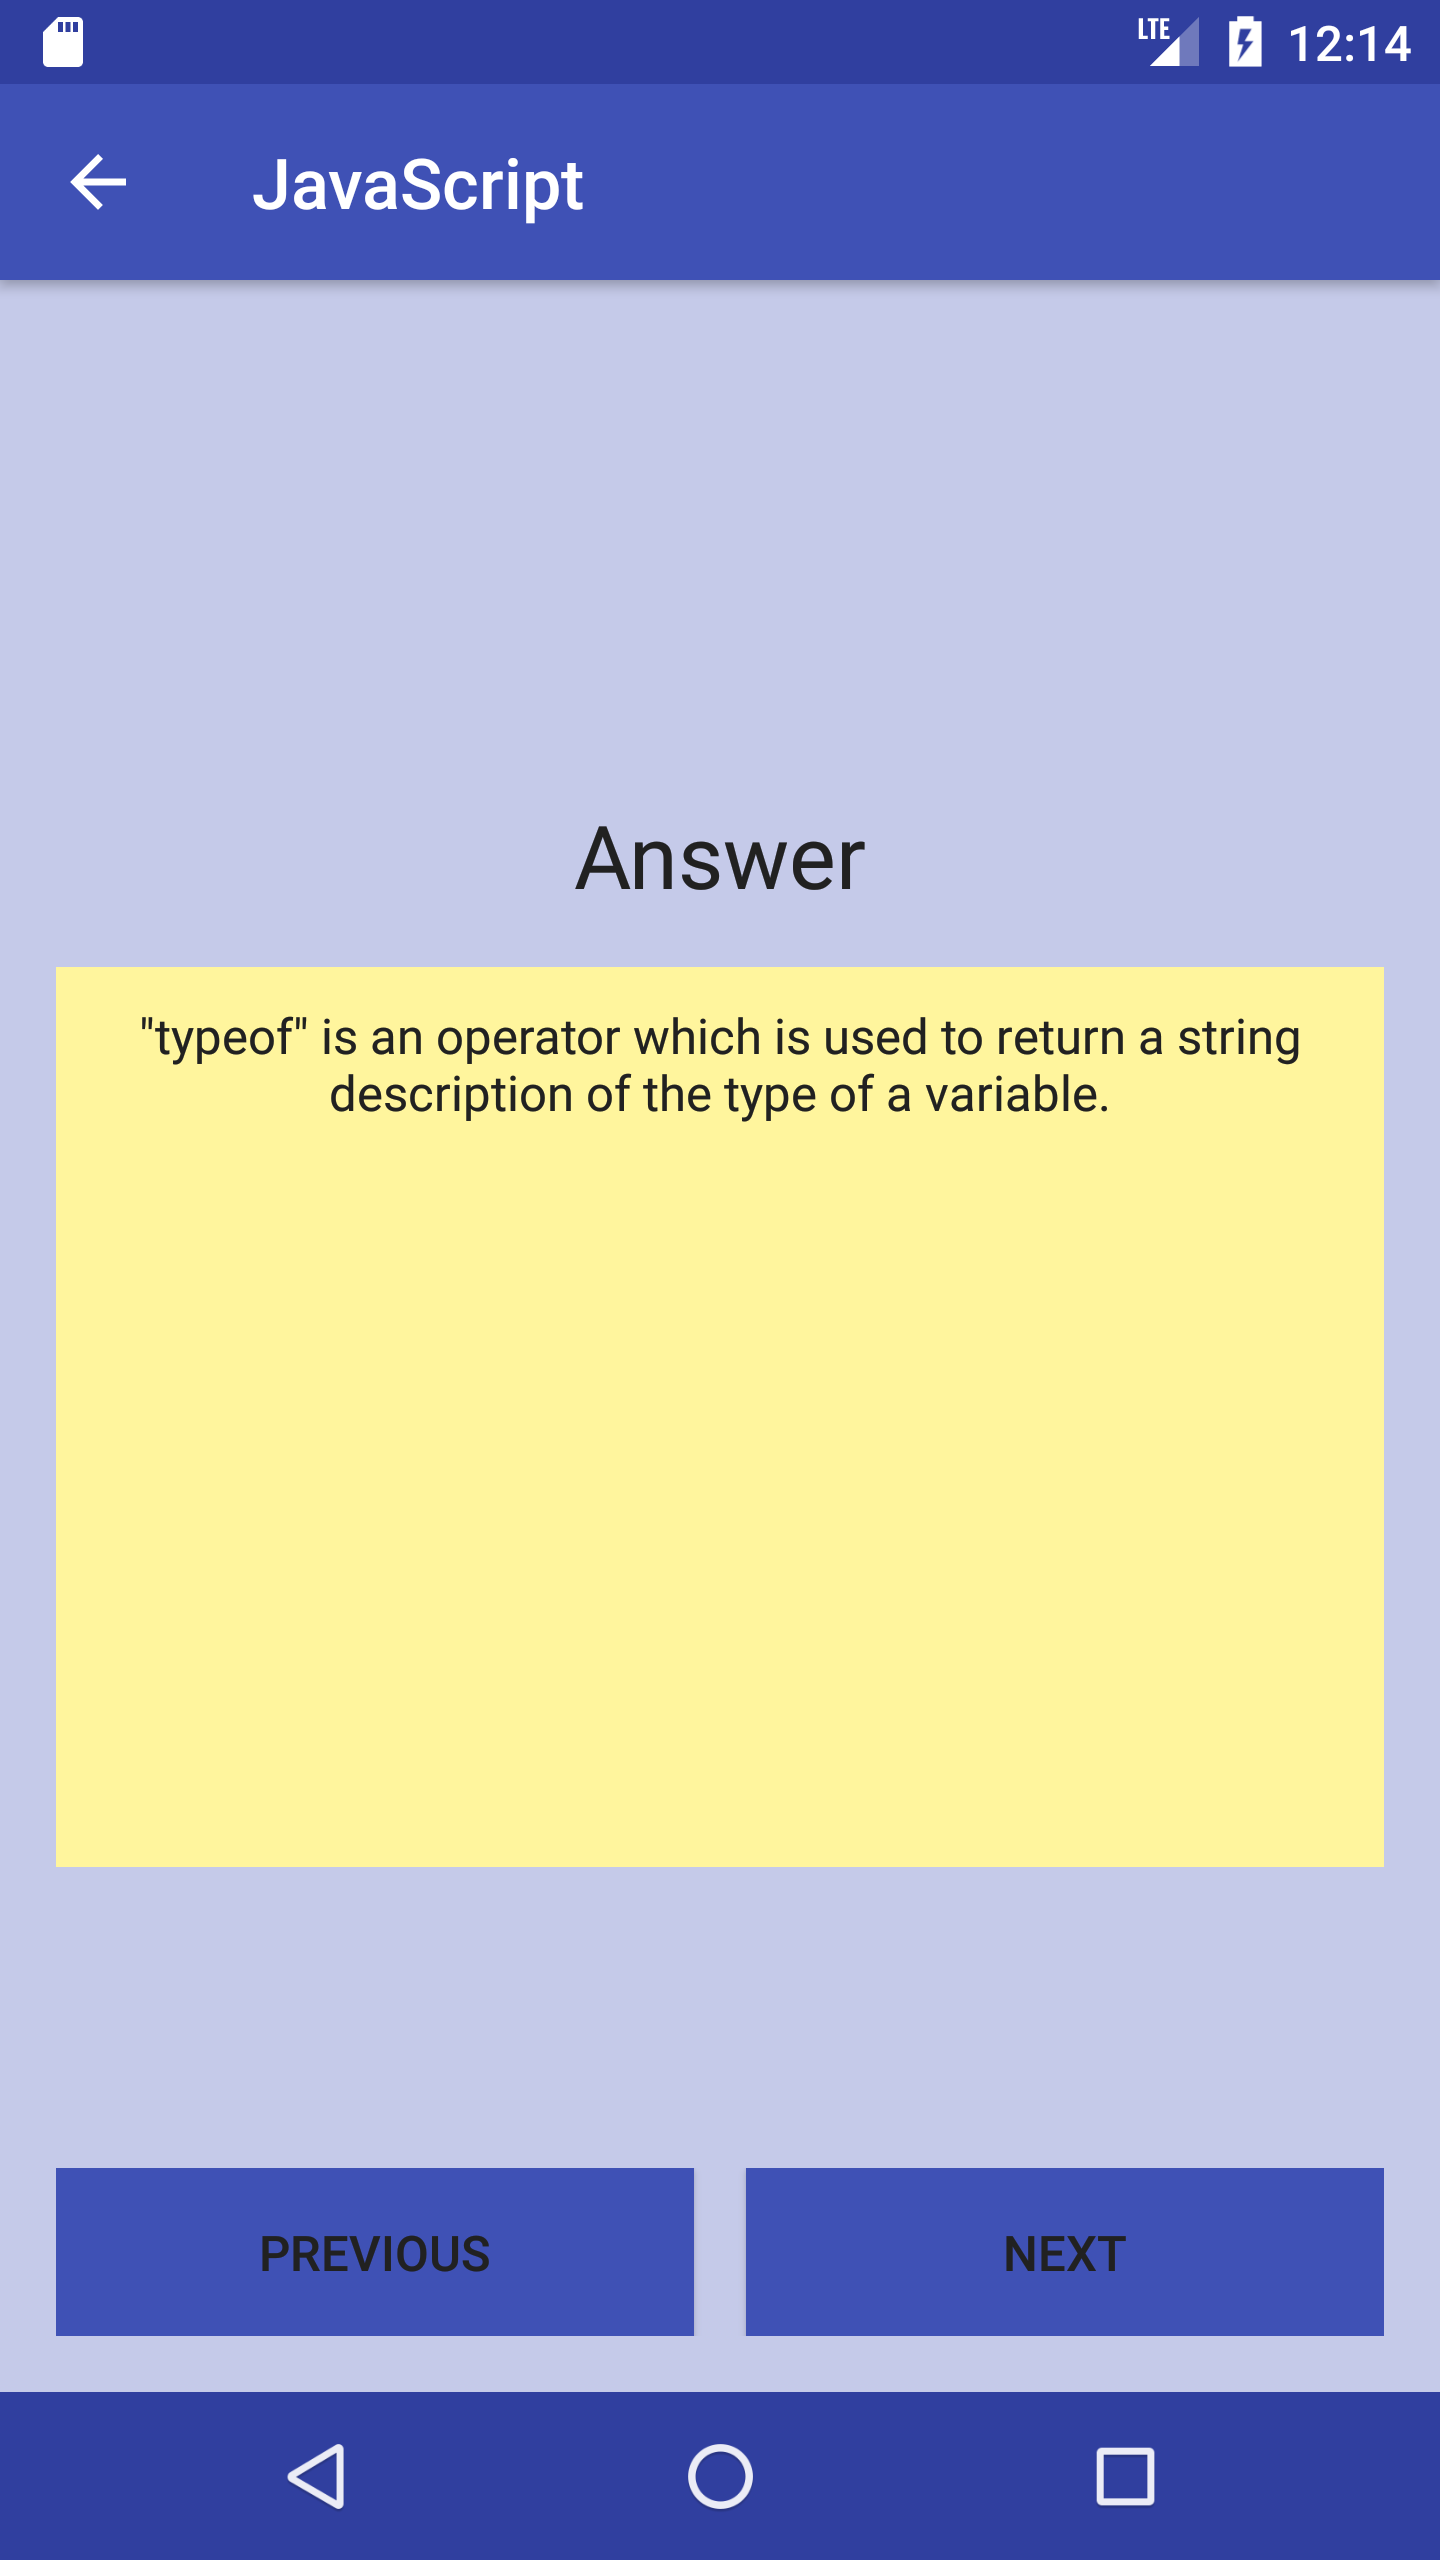 LTE 12:14
JavaScript
Answer
"typeof" is an operator which is used to return a string
description of the type of a variable.
PREVIOUS NEXT